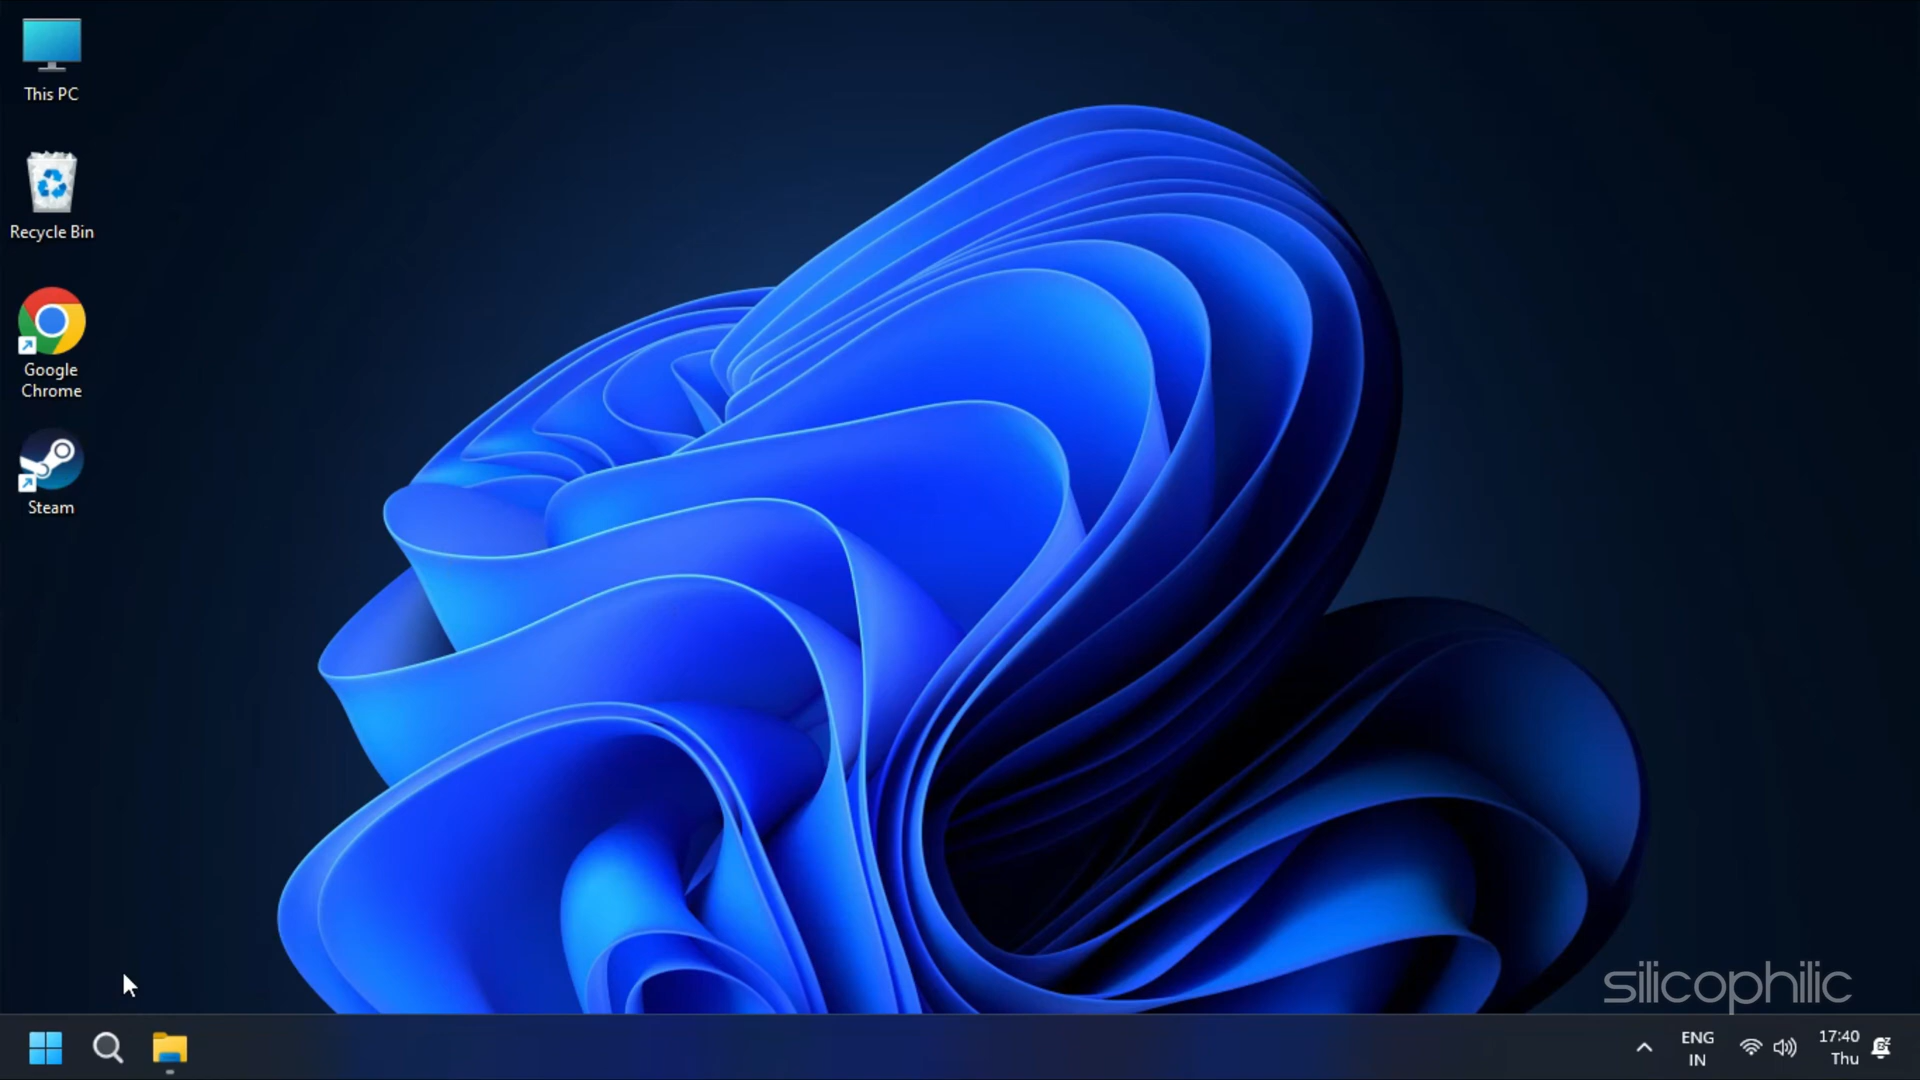 This PC
Recycle Bin
Google
Chrome
Steam
silicophilic
ENG
IN
17:40
Thu